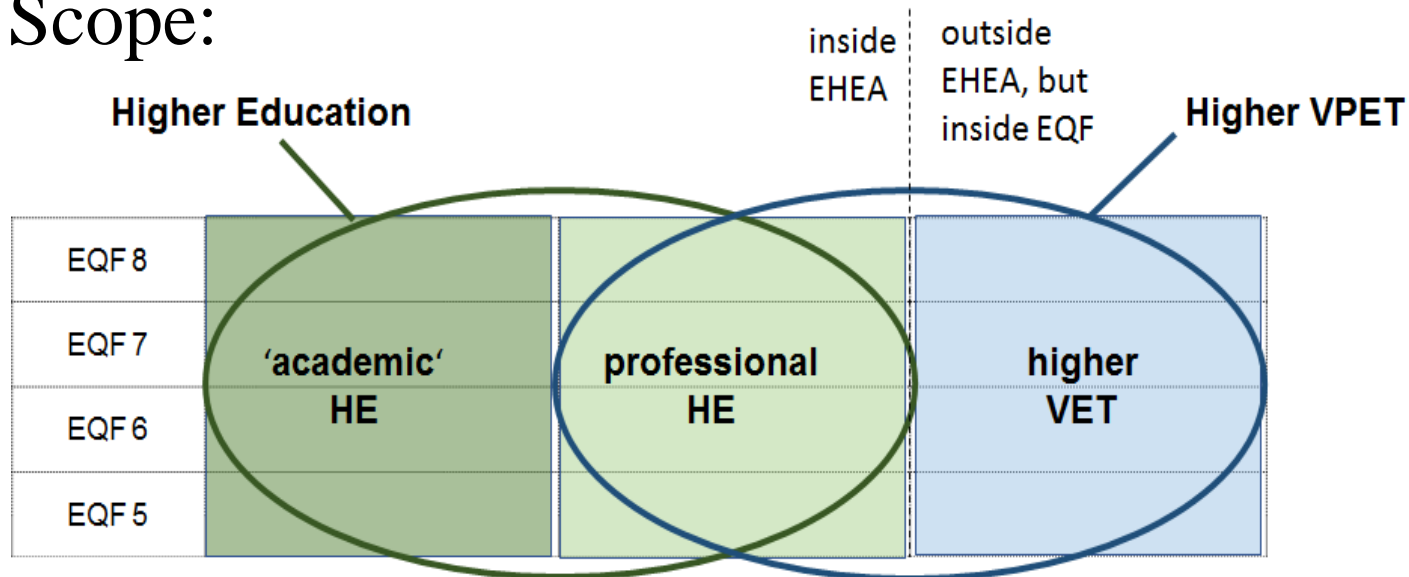 Scope:
inside
EHEA
outside
EHEA, but
inside EQF
Higher Education
Higher VPET
EQF 8
EQF 7
EQF 6
EQF 5
‘academic‘
HE
professional
HE
higher
VET